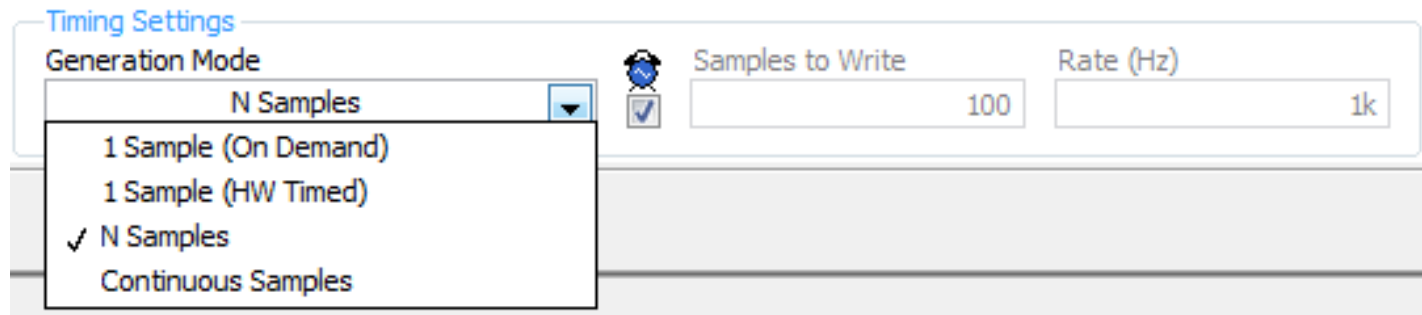 Timing Settings
Generation Mode
Samples to Write
Rate (Hz)
N Samples
100
1k
1 Sample (On Demand)
1 Sample (HW Timed)
N Samples
Continuous Samples